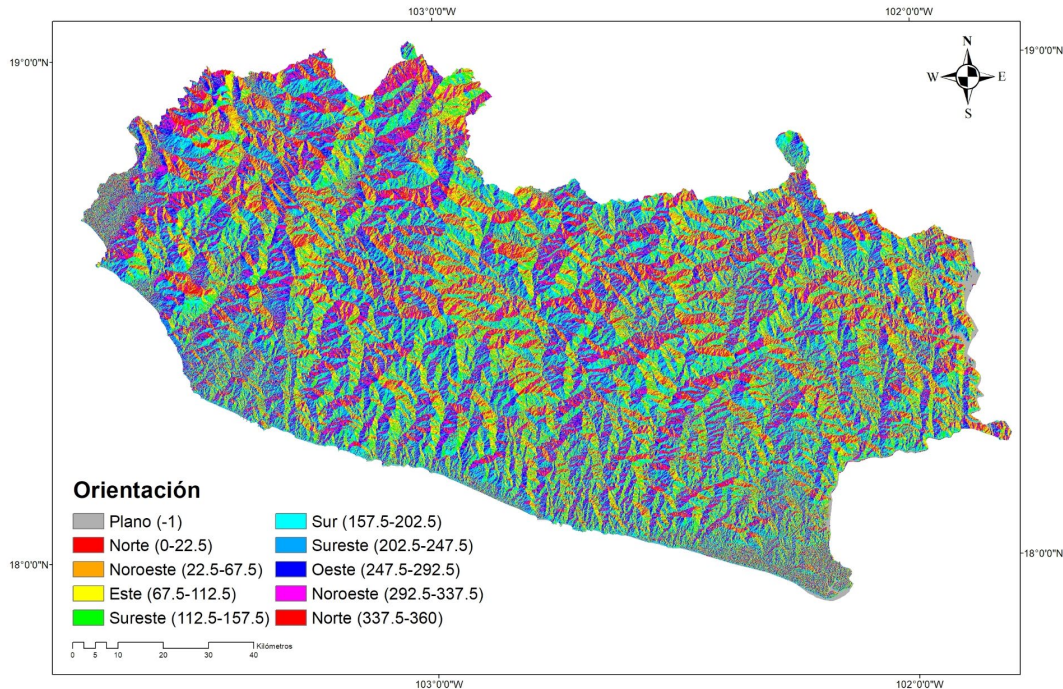 103°0'0"W
102°0'0"W
19°0'0"N
19°0'0"N
N
W
E
S
Orientación
Plano (-1)
Norte (0-22.5)
Noroeste (22.5-67.5)
Este (67.5-112.5)
Sureste (112.5-157.5)
Sur (157.5-202.5)
Sureste (202.5-247.5)
Oeste (247.5-292.5)
Noroeste (292.5-337.5)
Norte (337.5-360)
18°0'0"N
18°0'0"N
0 5 10 20 30 40 Kilómetros
103°0'0"W
102°0'0"W